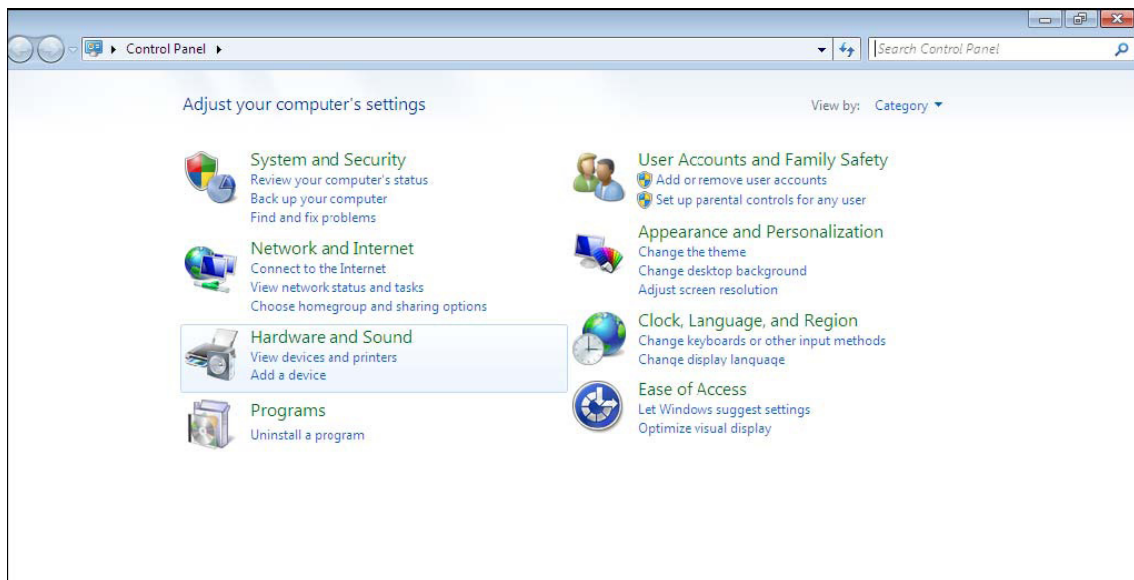 Control Panel
Search Control Panel
Adjust your computer's settings
View by: Category
System and Security
Review your computer's status
Back up your computer
Find and fix problems
Network and Internet
Connect to the Internet
View network status and tasks
Choose homegroup and sharing options
Hardware and Sound
View devices and printers
Add a device
Programs
Uninstall a program
User Accounts and Family Safety
Add or remove user accounts
Set up parental controls for any user
Appearance and Personalization
Change the theme
Change desktop background
Adjust screen resolution
Clock, Language, and Region
Change keyboards or other input methods
Change display language
Ease of Access
Let Windows suggest settings
Optimize visual display